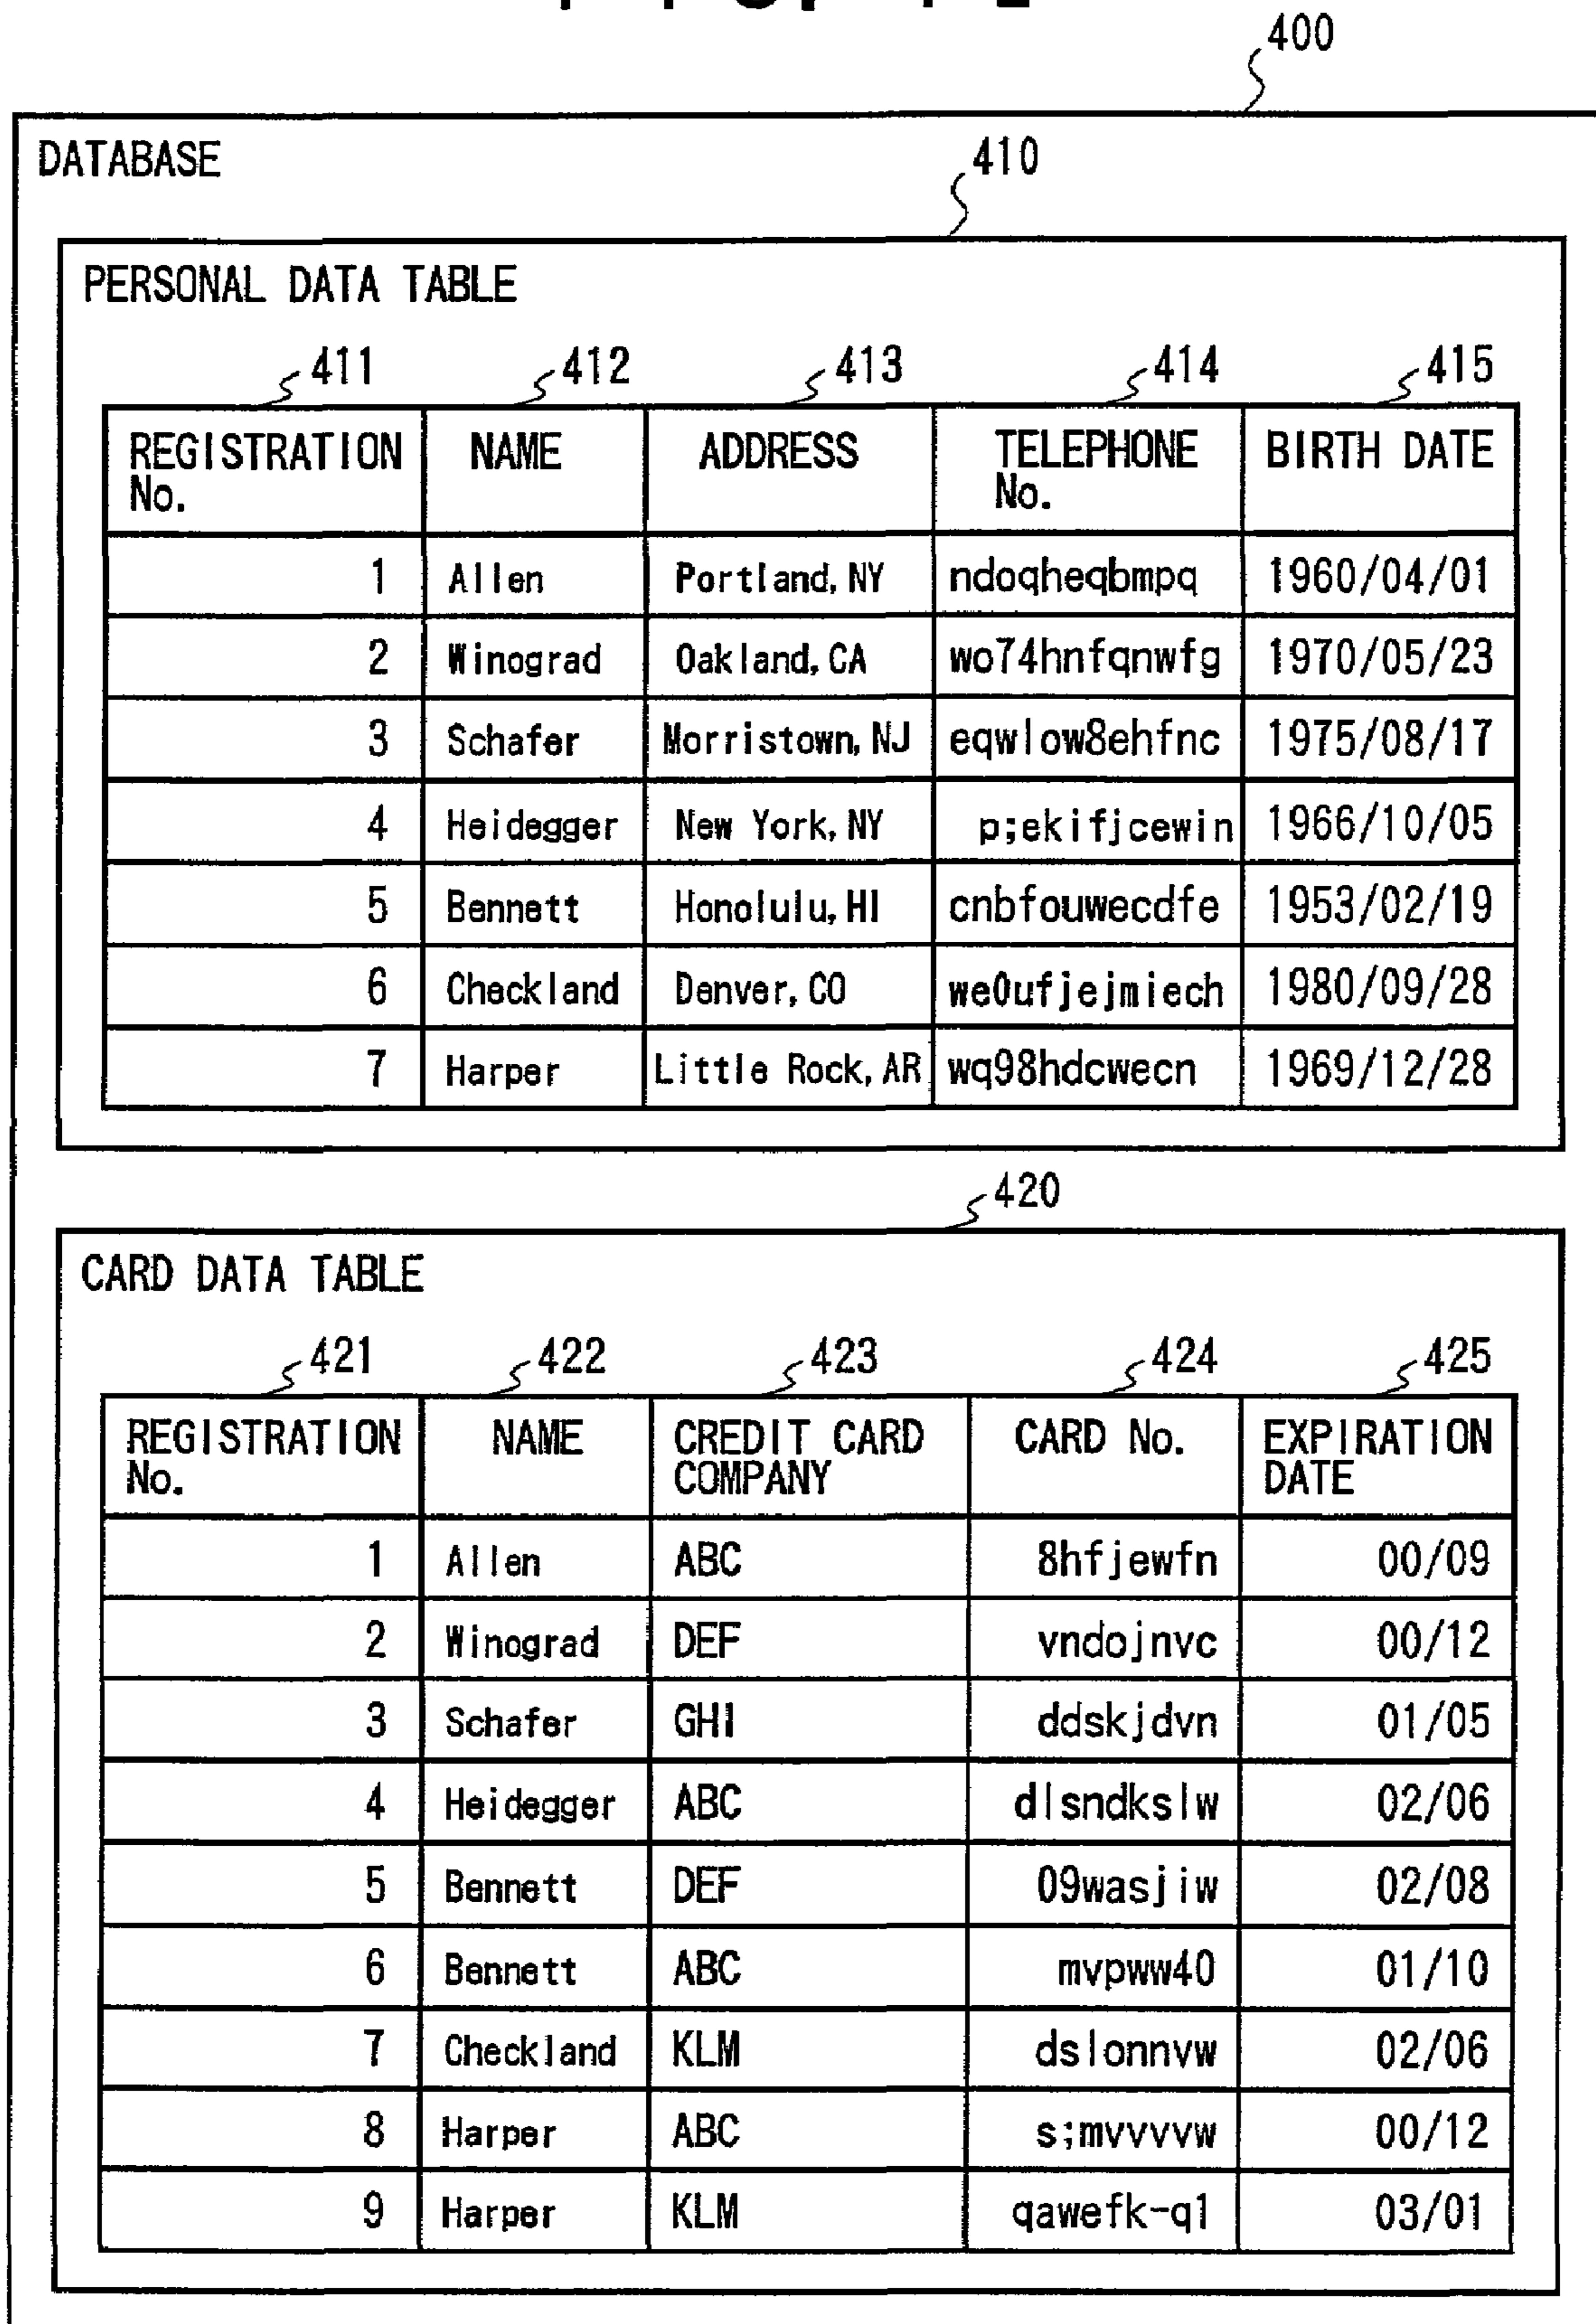 400
DATABASE
410
PERSONAL DATA TABLE
411 412 413 414 415
REGISTRATION No. NAME ADDRESS TELEPHONE No. BIRTH DATE
1 Allen Portland, NY ndoqheqbmpq 1960/04/01
2 Winograd Oakland, CA wo74hnfqnwfg 1970/05/23
3 Schafer Morristown, NJ eqwlow8ehfnc 1975/08/17
4 Heidegger New York, NY p;ekifjcewin 1966/10/05
5 Bennett Honolulu, HI cnbfouwecdfe 1953/02/19
6 Checkland Denver, CO we0ufjejmiech 1980/09/28
7 Harper Little Rock, AR wq98hdcwecn 1969/12/28
420
CARD DATA TABLE
421 422 423 424 425
REGISTRATION No. NAME CREDIT CARD COMPANY CARD No. EXPIRATION DATE
1 Allen ABC 8hfjewfn 00/09
2 Winograd DEF vndojnvc 00/12
3 Schafer GHI ddskjdvn 01/05
4 Heidegger ABC dlsndkslw 02/06
5 Bennett DEF 09wasjiw 02/08
6 Bennett ABC mvpww40 01/10
7 Checkland KLM dslonnvw 02/06
8 Harper ABC s;mvvvvw 00/12
9 Harper KLM qawefk-q1 03/01